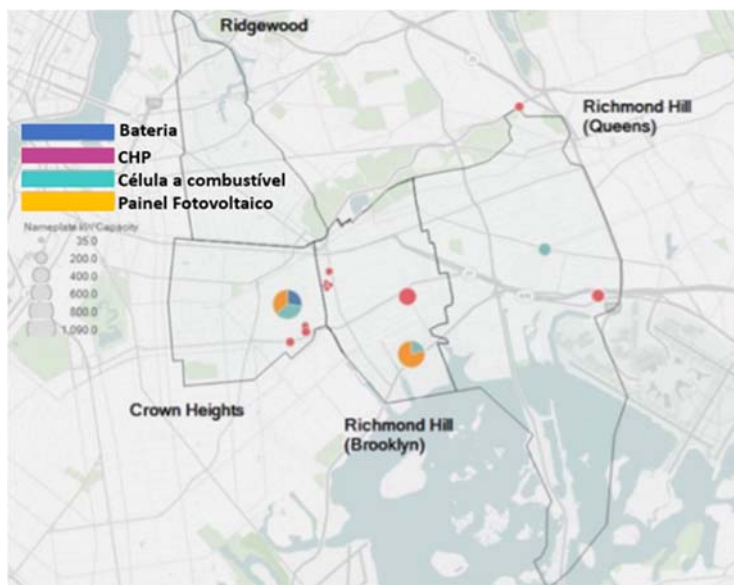 Ridgewood
Richmond Hill
(Queens)
Bateria
CHP
Célula a combustível
Painel Fotovoltaico
Nameplate kW Capacity
35.0
200.0
400.0
600.0
800.0
1,090.0
Crown Heights
Richmond Hill
(Brooklyn)